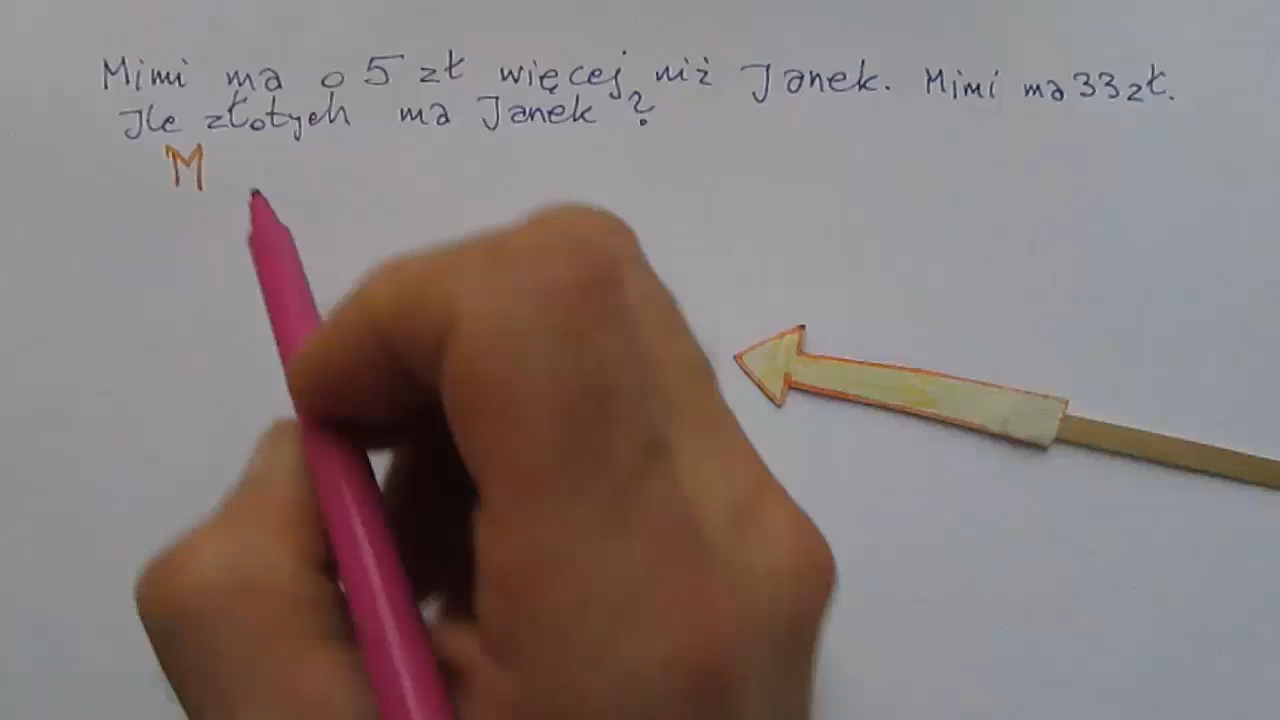 Mimi ma o 5 zł więcej niż Janek. Mimi ma 33 zł.
Ile złotych ma Janek?
M